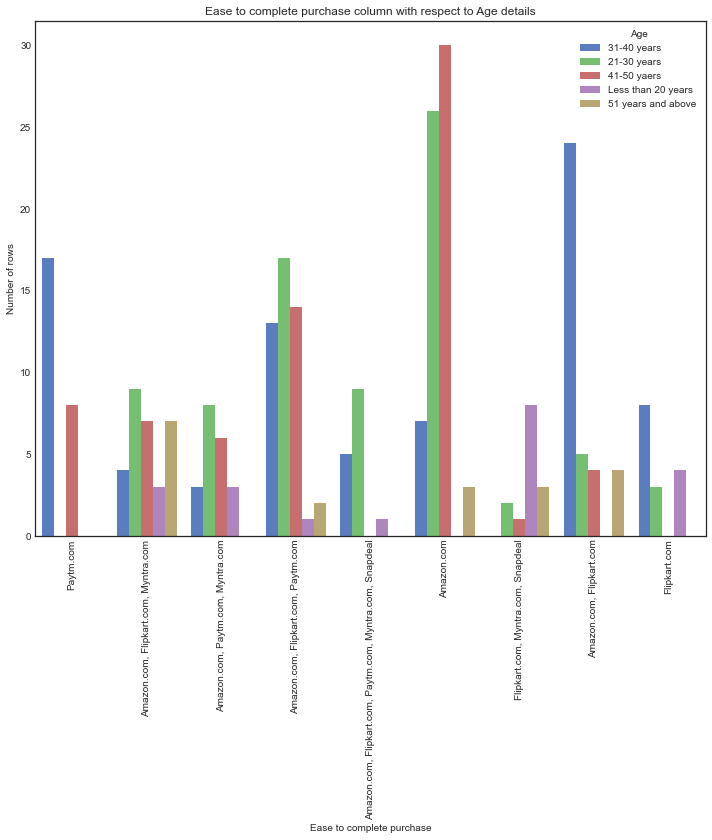 Ease to complete purchase column with respect to Age details
Age
31-40 years
21-30 years
41-50 yaers
Less than 20 years
51 years and above
Number of rows
30
25
20
15
10
5
0
Paytm.com
Amazon.com, Flipkart.com, Myntra.com
Amazon.com, Paytm.com, Myntra.com
Amazon.com, Flipkart.com, Paytm.com
Amazon.com, Flipkart.com, Paytm.com, Myntra.com, Snapdeal
Amazon.com
Flipkart.com, Myntra.com, Snapdeal
Amazon.com, Flipkart.com
Flipkart.com
Ease to complete purchase